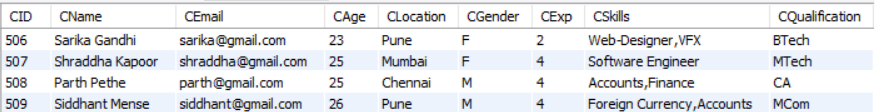 CID CName CEmail CAge CLocation CGender CExp CSkills CQualification
506 Sarika Gandhi sarika@gmail.com 23 Pune F 2 Web-Designer,VFX BTech
507 Shraddha Kapoor shraddha@gmail.com 25 Mumbai F 4 Software Engineer MTech
508 Parth Pethe parth@gmail.com 25 Chennai M 4 Accounts,Finance CA
509 Siddhant Mense siddhant@gmail.com 26 Pune M 4 Foreign Currency,Accounts MCom